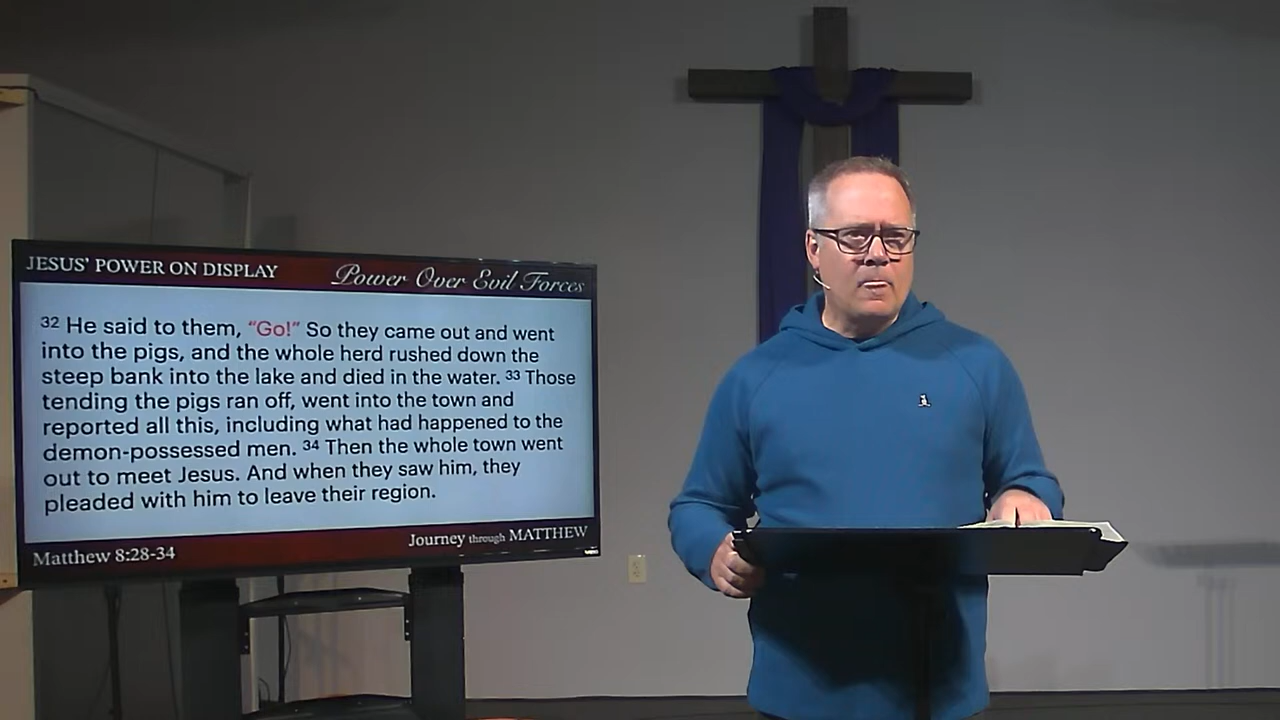 JESUS' POWER ON DISPLAY
Power Over Evil Forces
32 He said to them, "Go!" So they came out and went
into the pigs, and the whole herd rushed down the
steep bank into the lake and died in the water. 33 Those
tending the pigs ran off, went into the town and
reported all this, including what had happened to the
demon-possessed men. 34 Then the whole town went
out to meet Jesus. And when they saw him, they
pleaded with him to leave their region.
Matthew 8:28-34
Journey through MATTHEW